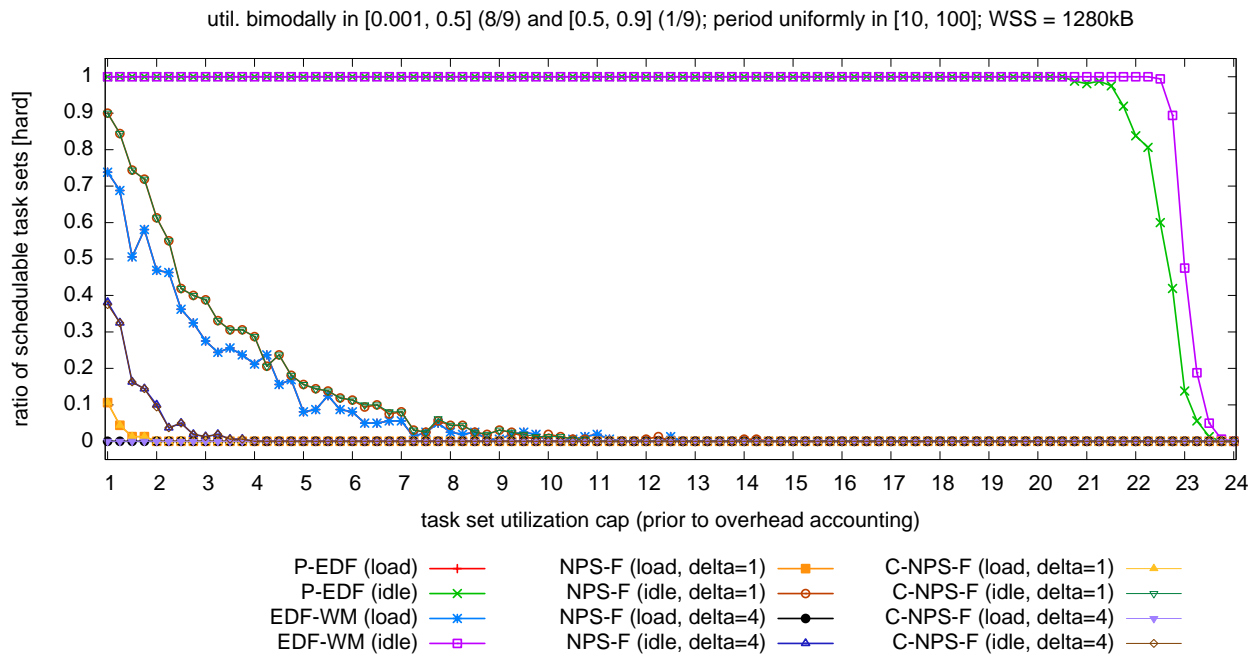 util. bimodally in [0.001, 0.5] (8/9) and [0.5, 0.9] (1/9); period uniformly in [10, 100]; WSS = 1280kB
ratio of schedulable task sets [hard]
1
0.9
0.8
0.7
0.6
0.5
0.4
0.3
0.2
0.1
0
1 2 3 4 5 6 7 8 9 10 11 12 13 14 15 16 17 18 19 20 21 22 23 24
task set utilization cap (prior to overhead accounting)
P-EDF (load)
P-EDF (idle)
EDF-WM (load)
EDF-WM (idle)
NPS-F (load, delta=1)
NPS-F (idle, delta=1)
NPS-F (load, delta=4)
NPS-F (idle, delta=4)
C-NPS-F (load, delta=1)
C-NPS-F (idle, delta=1)
C-NPS-F (load, delta=4)
C-NPS-F (idle, delta=4)